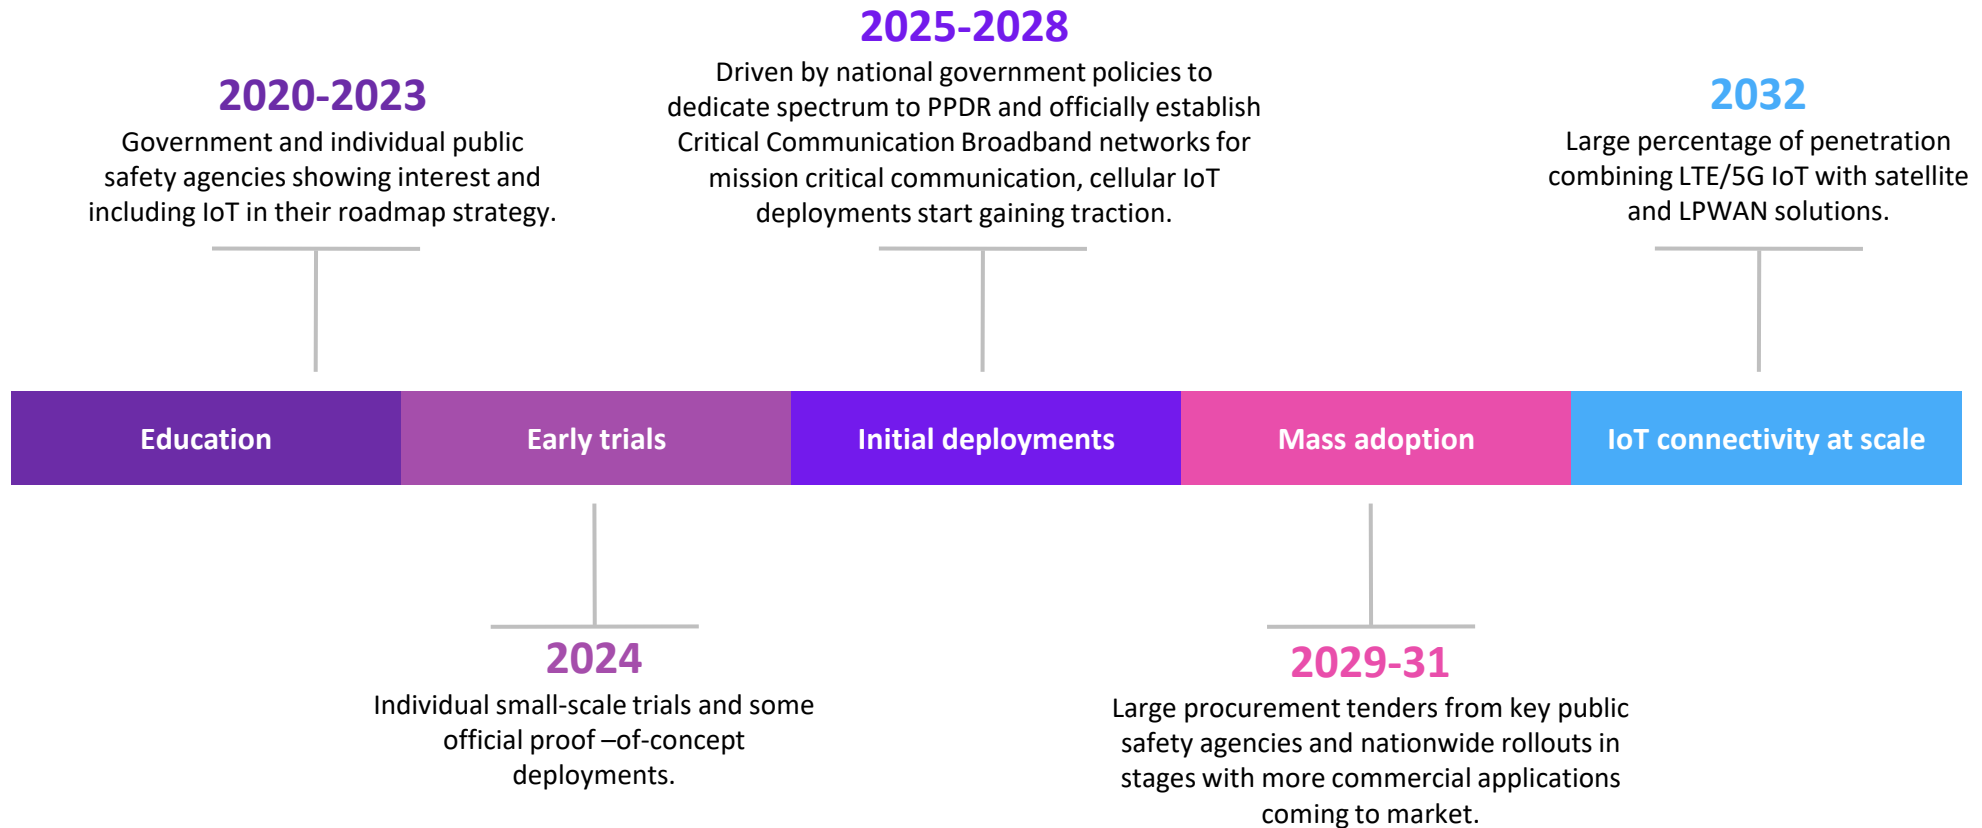 2020-2023
Government and individual public
safety agencies showing interest and
including IoT in their roadmap strategy.
2025-2028
Driven by national government policies to
dedicate spectrum to PPDR and officially establish
Critical Communication Broadband networks for
mission critical communication, cellular IoT
deployments start gaining traction.
2032
Large percentage of penetration
combining LTE/5G IoT with satellite
and LPWAN solutions.
Education
Early trials
Initial deployments
Mass adoption
IoT connectivity at scale
2024
Individual small-scale trials and some
official proof –of-concept
deployments.
2029-31
Large procurement tenders from key public
safety agencies and nationwide rollouts in
stages with more commercial applications
coming to market.